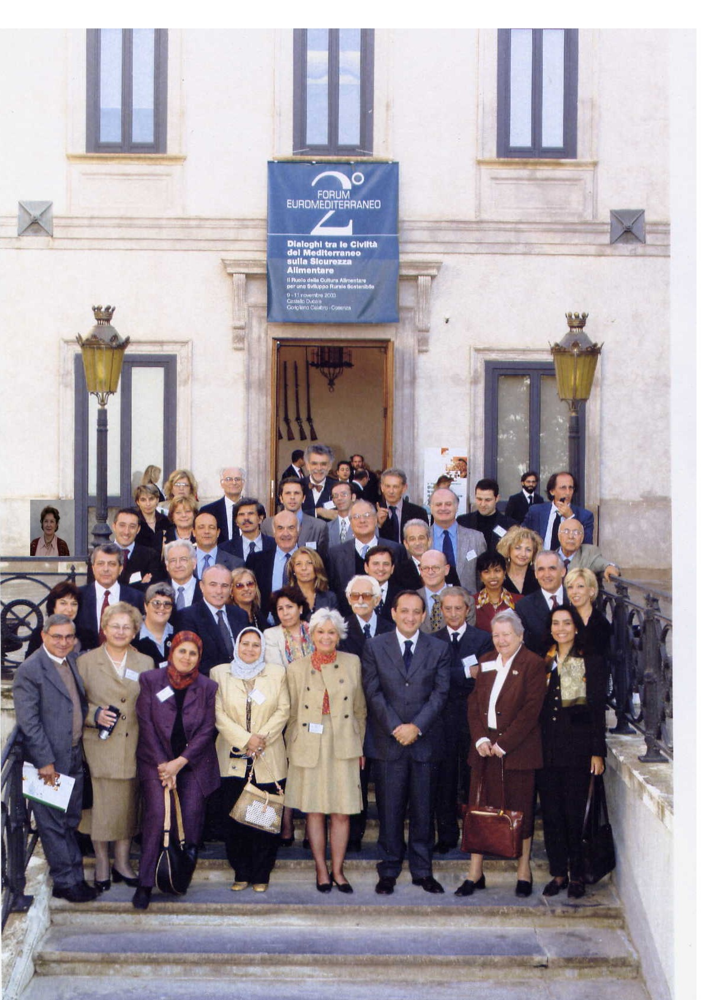 2°
FORUM
EUROMEDITERRANEO
Dialoghi tra le Civiltà
del Mediterraneo
sulla Sicurezza
Alimentare
Il Ruolo della Cultura Alimentare
per uno Sviluppo Rurale Sostenibile
9 - 11 novembre 2003
Castello Ducale
Corigliano Calabro - Cosenza